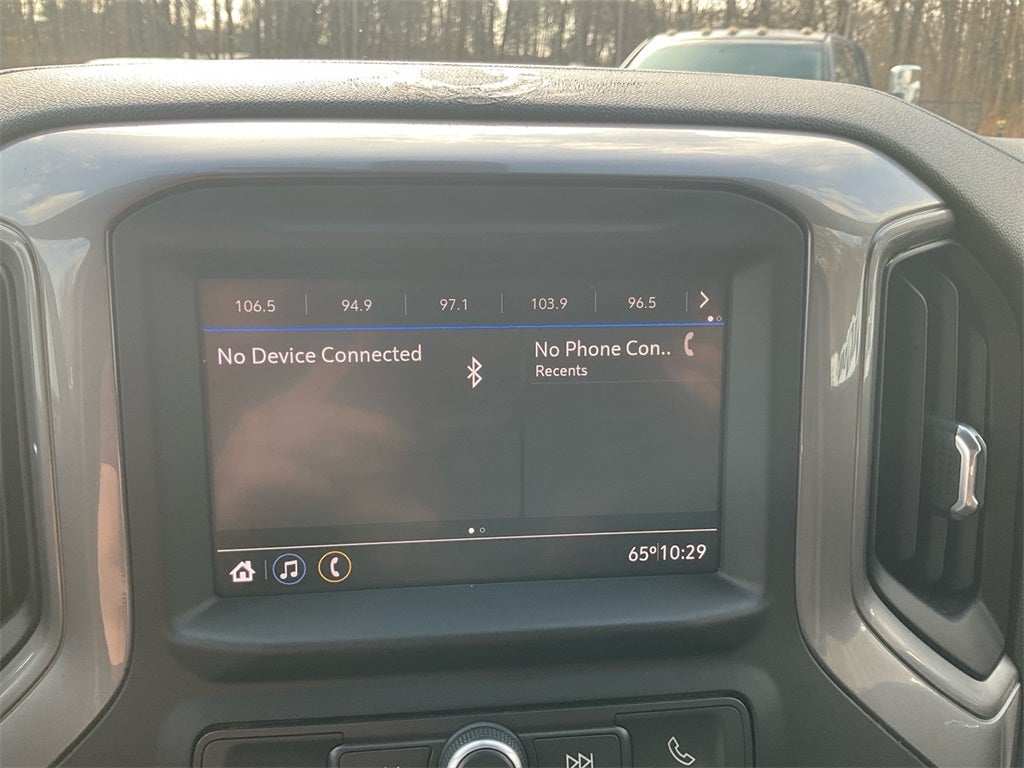 106.5 94.9 97.1 103.9 96.5
No Device Connected
No Phone Con..
Recents
65° 10:29